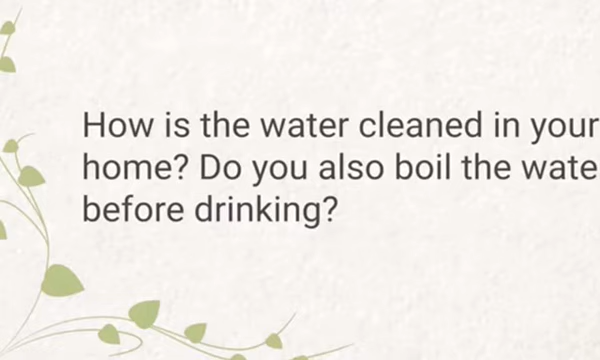 How is the water cleaned in your
home? Do you also boil the wate
before drinking?